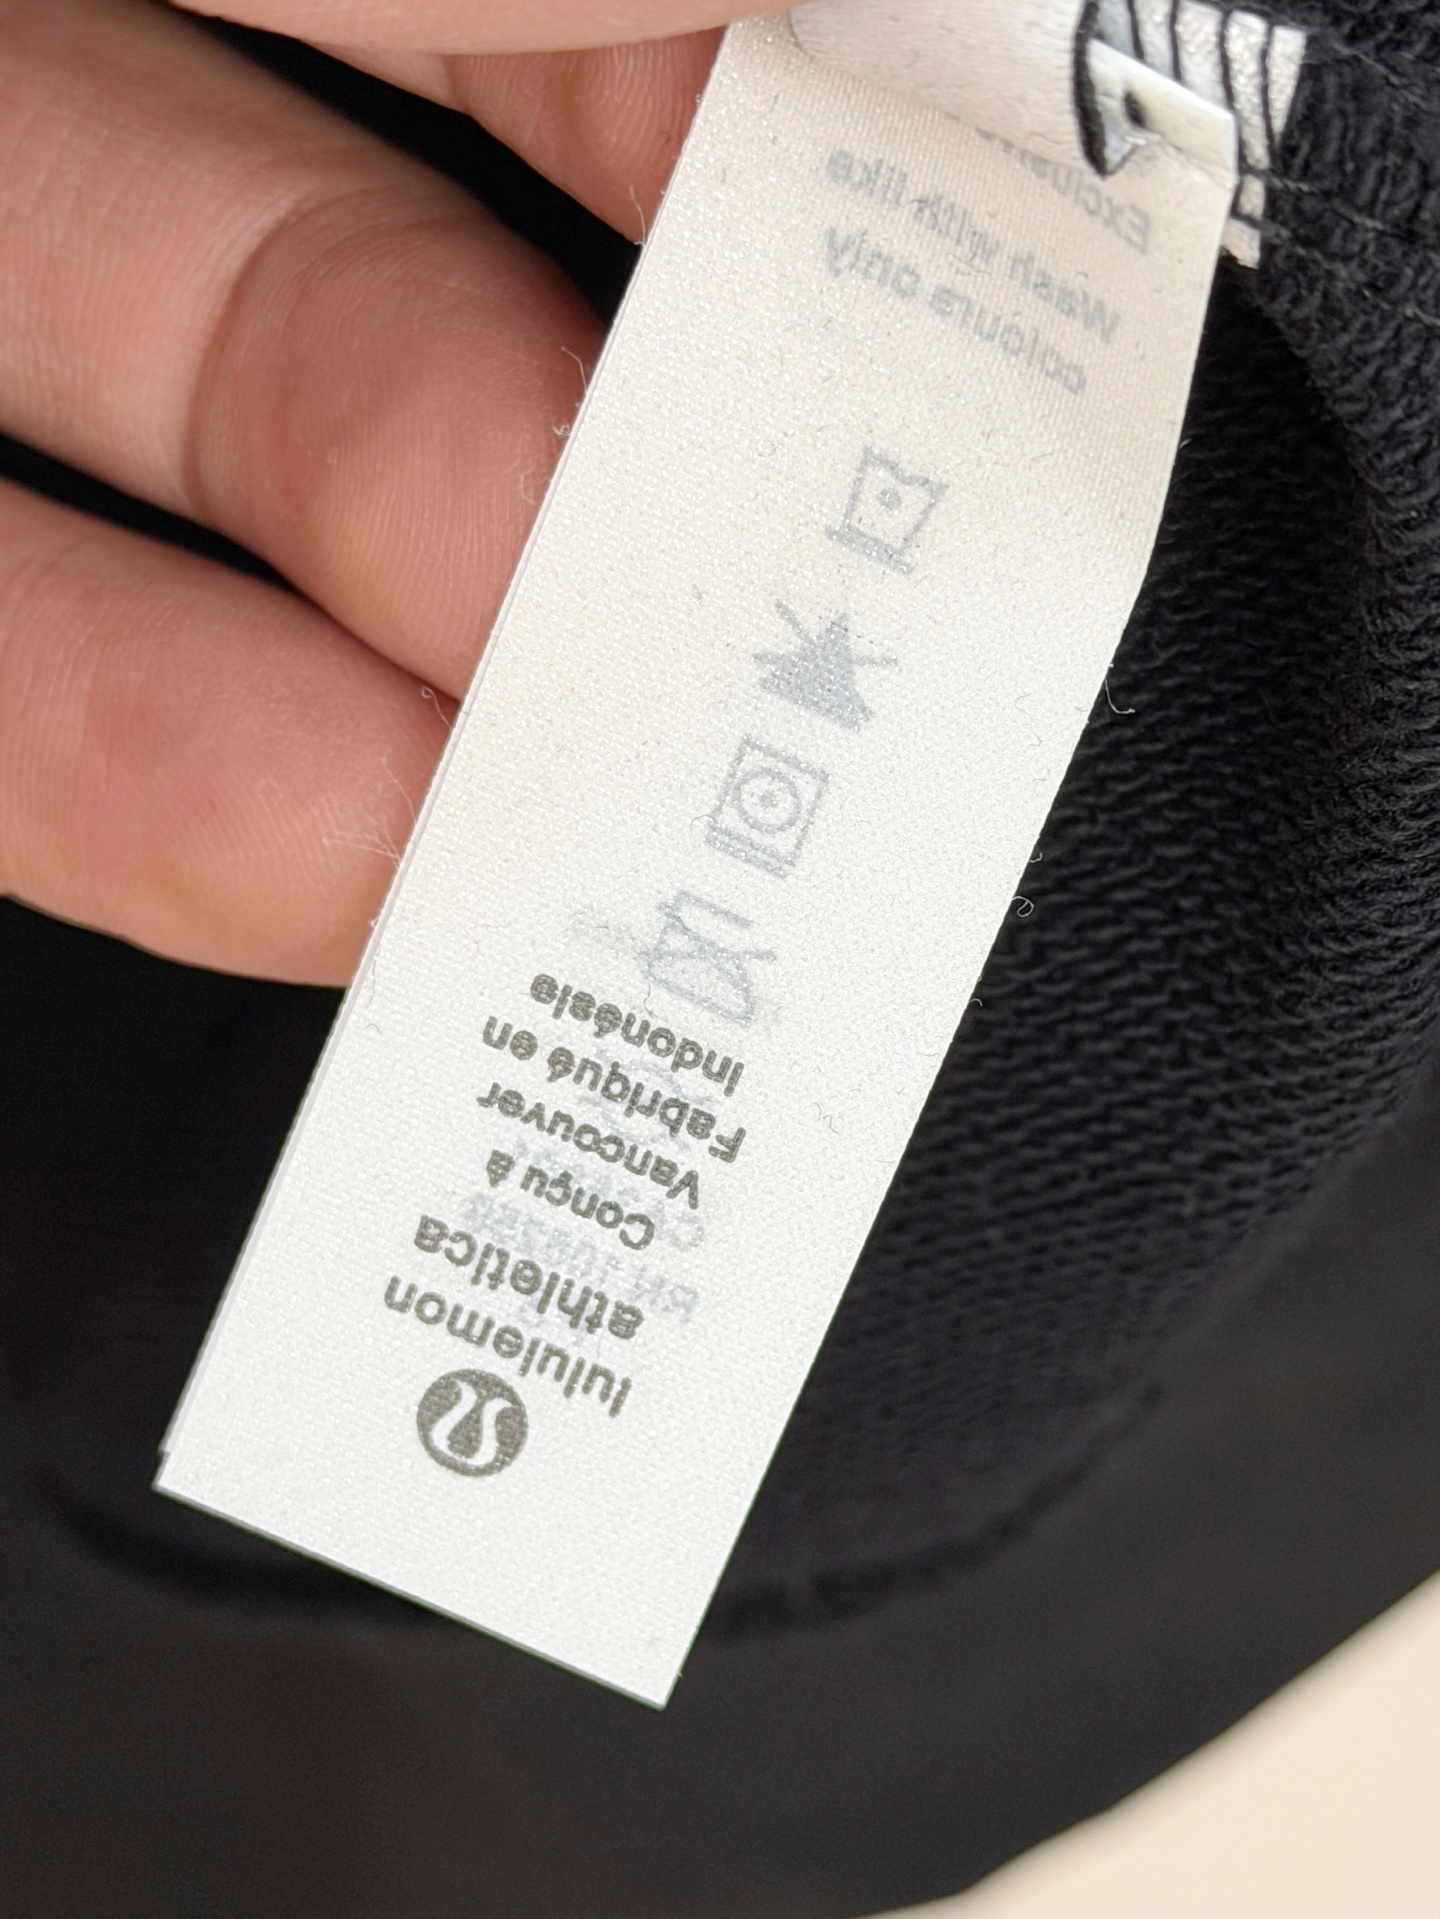 lululemon
athletica
Conçu à
Vancouver
Fabriqué en
Indonésie
Wash with like
colours only